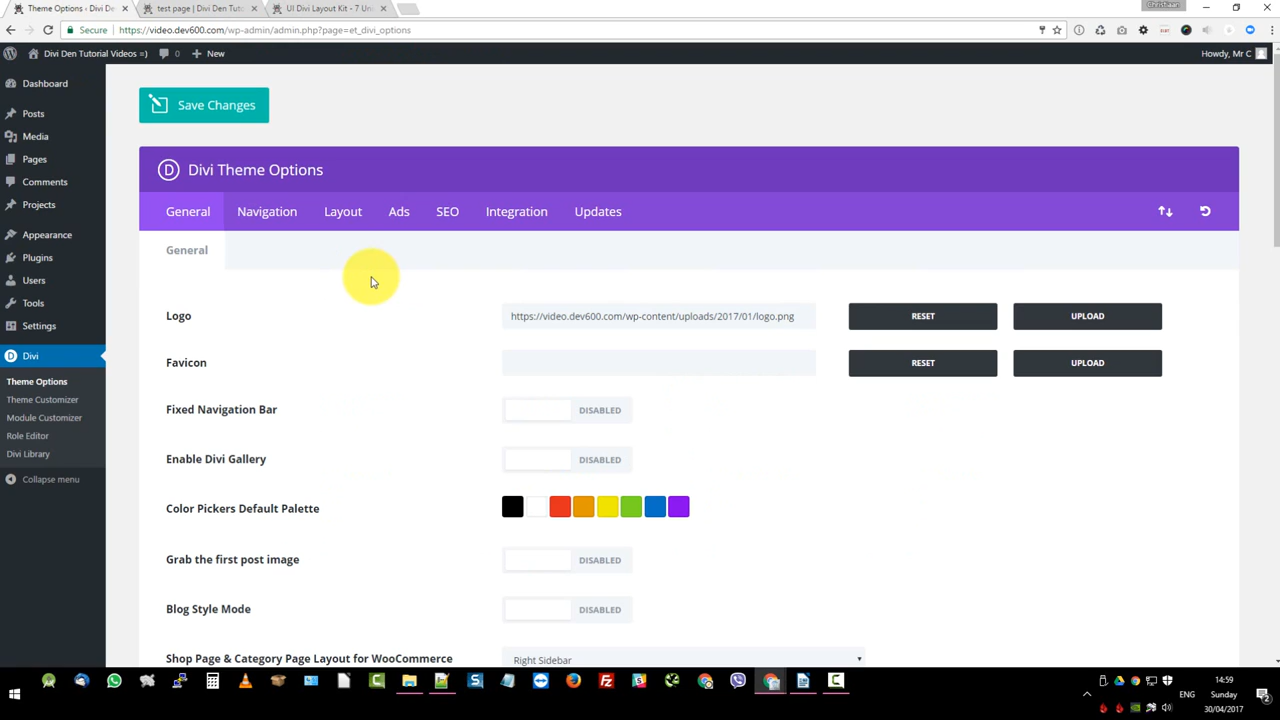 Theme Options ‹ Divi De
test page | Divi Den Tuto
UI Divi Layout Kit - 7 Un
Christiaan
Secure
https://video.dev600.com/wp-admin/admin.php?page=et_divi_options
Divi Den Tutorial Videos =)
0
New
Howdy, Mr C
Dashboard
Posts
Media
Pages
Comments
Projects
Appearance
Plugins
Users
Tools
Settings
Divi
Theme Options
Theme Customizer
Module Customizer
Role Editor
Divi Library
Collapse menu
Save Changes
D
Divi Theme Options
General
Navigation
Layout
Ads
SEO
Integration
Updates
General
Logo
https://video.dev600.com/wp-content/uploads/2017/01/logo.png
RESET
UPLOAD
Favicon
RESET
UPLOAD
Fixed Navigation Bar
DISABLED
Enable Divi Gallery
DISABLED
Color Pickers Default Palette
Grab the first post image
DISABLED
Blog Style Mode
DISABLED
Shop Page & Category Page Layout for WooCommerce
Right Sidebar
ENG
14:59
Sunday
30/04/2017